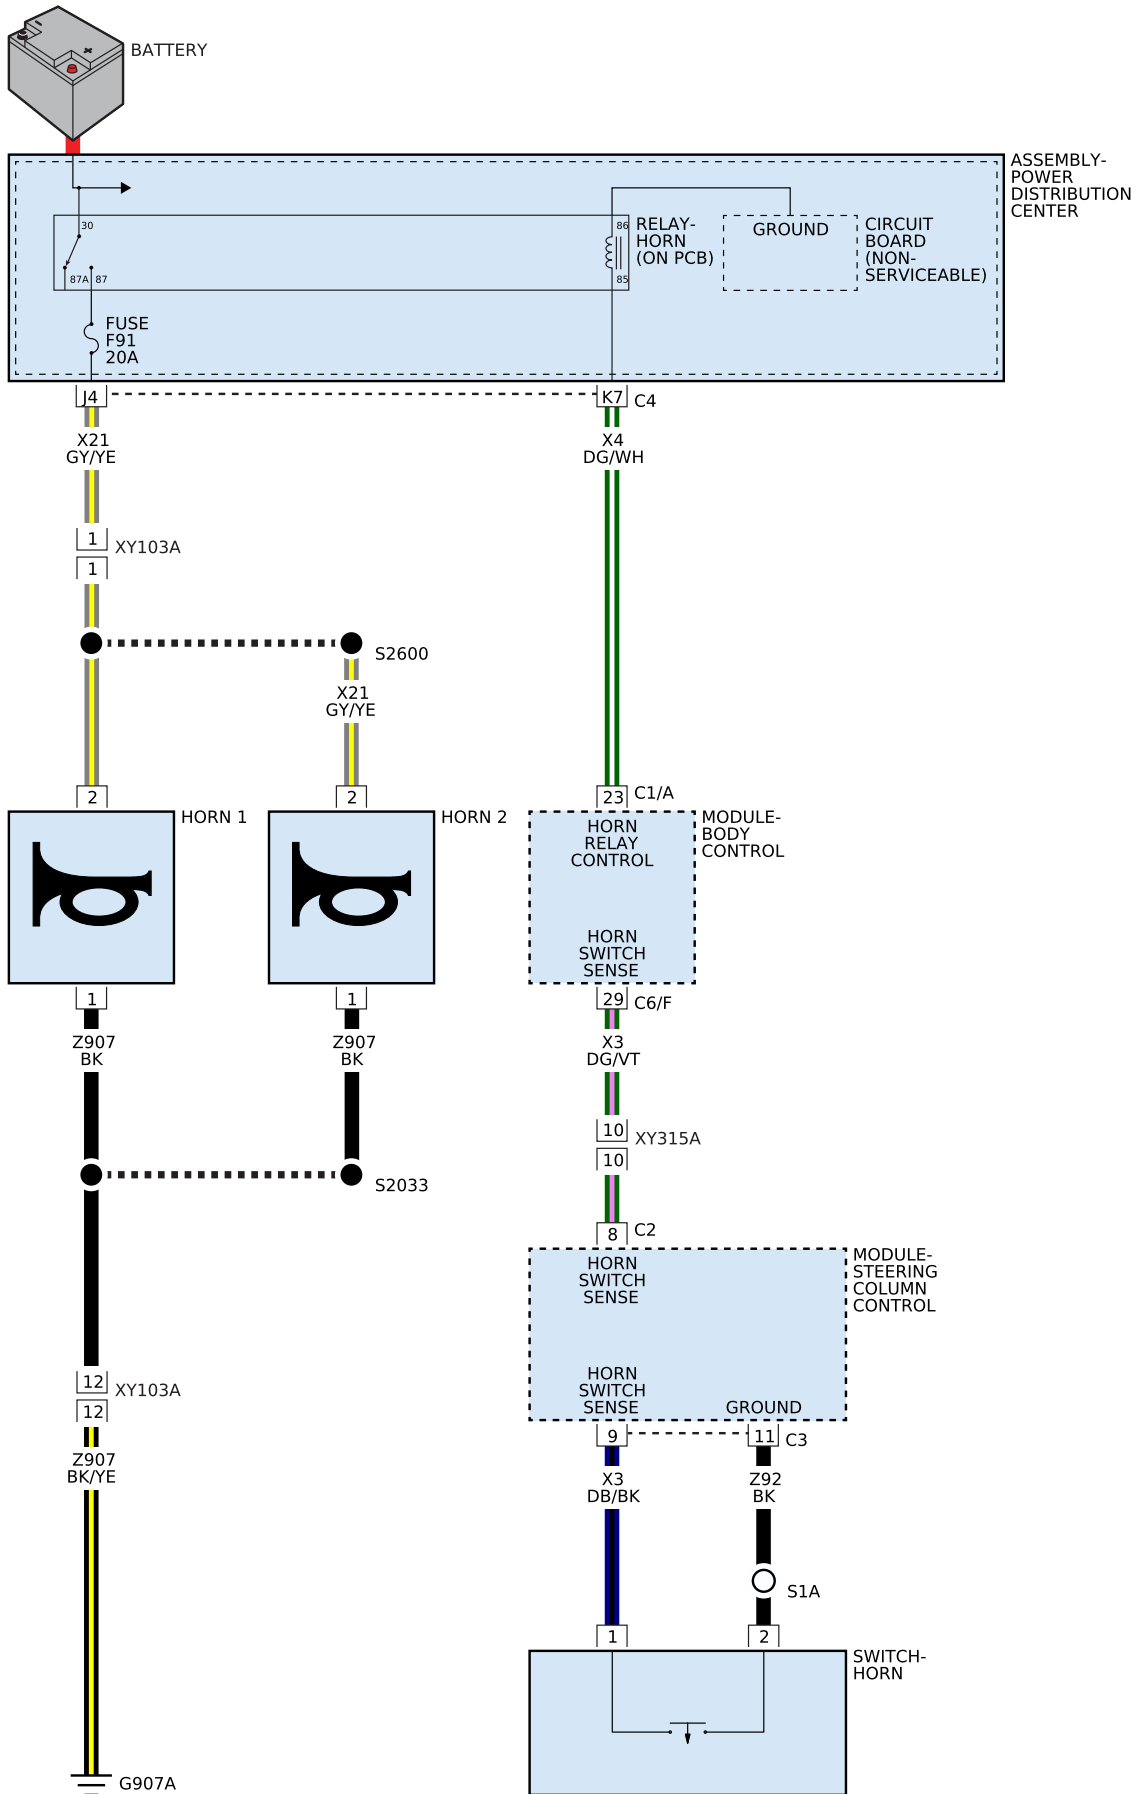 BATTERY
ASSEMBLY-
POWER
DISTRIBUTION
CENTER
30
87A
87
86
85
RELAY-
HORN
(ON PCB)
GROUND
CIRCUIT
BOARD
(NON-
SERVICEABLE)
FUSE
F91
20A
J4
K7
C4
X21
GY/YE
X4
DG/WH
1
XY103A
1
S2600
X21
GY/YE
2
HORN 1
2
HORN 2
23
C1/A
HORN
RELAY
CONTROL
MODULE-
BODY
CONTROL
HORN
SWITCH
SENSE
1
1
29
C6/F
Z907
BK
Z907
BK
X3
DG/VT
10
XY315A
10
S2033
8
C2
HORN
SWITCH
SENSE
MODULE-
STEERING
COLUMN
CONTROL
HORN
SWITCH
SENSE
GROUND
12
XY103A
12
9
11
C3
Z907
BK/YE
X3
DB/BK
Z92
BK
S1A
1
2
SWITCH-
HORN
G907A